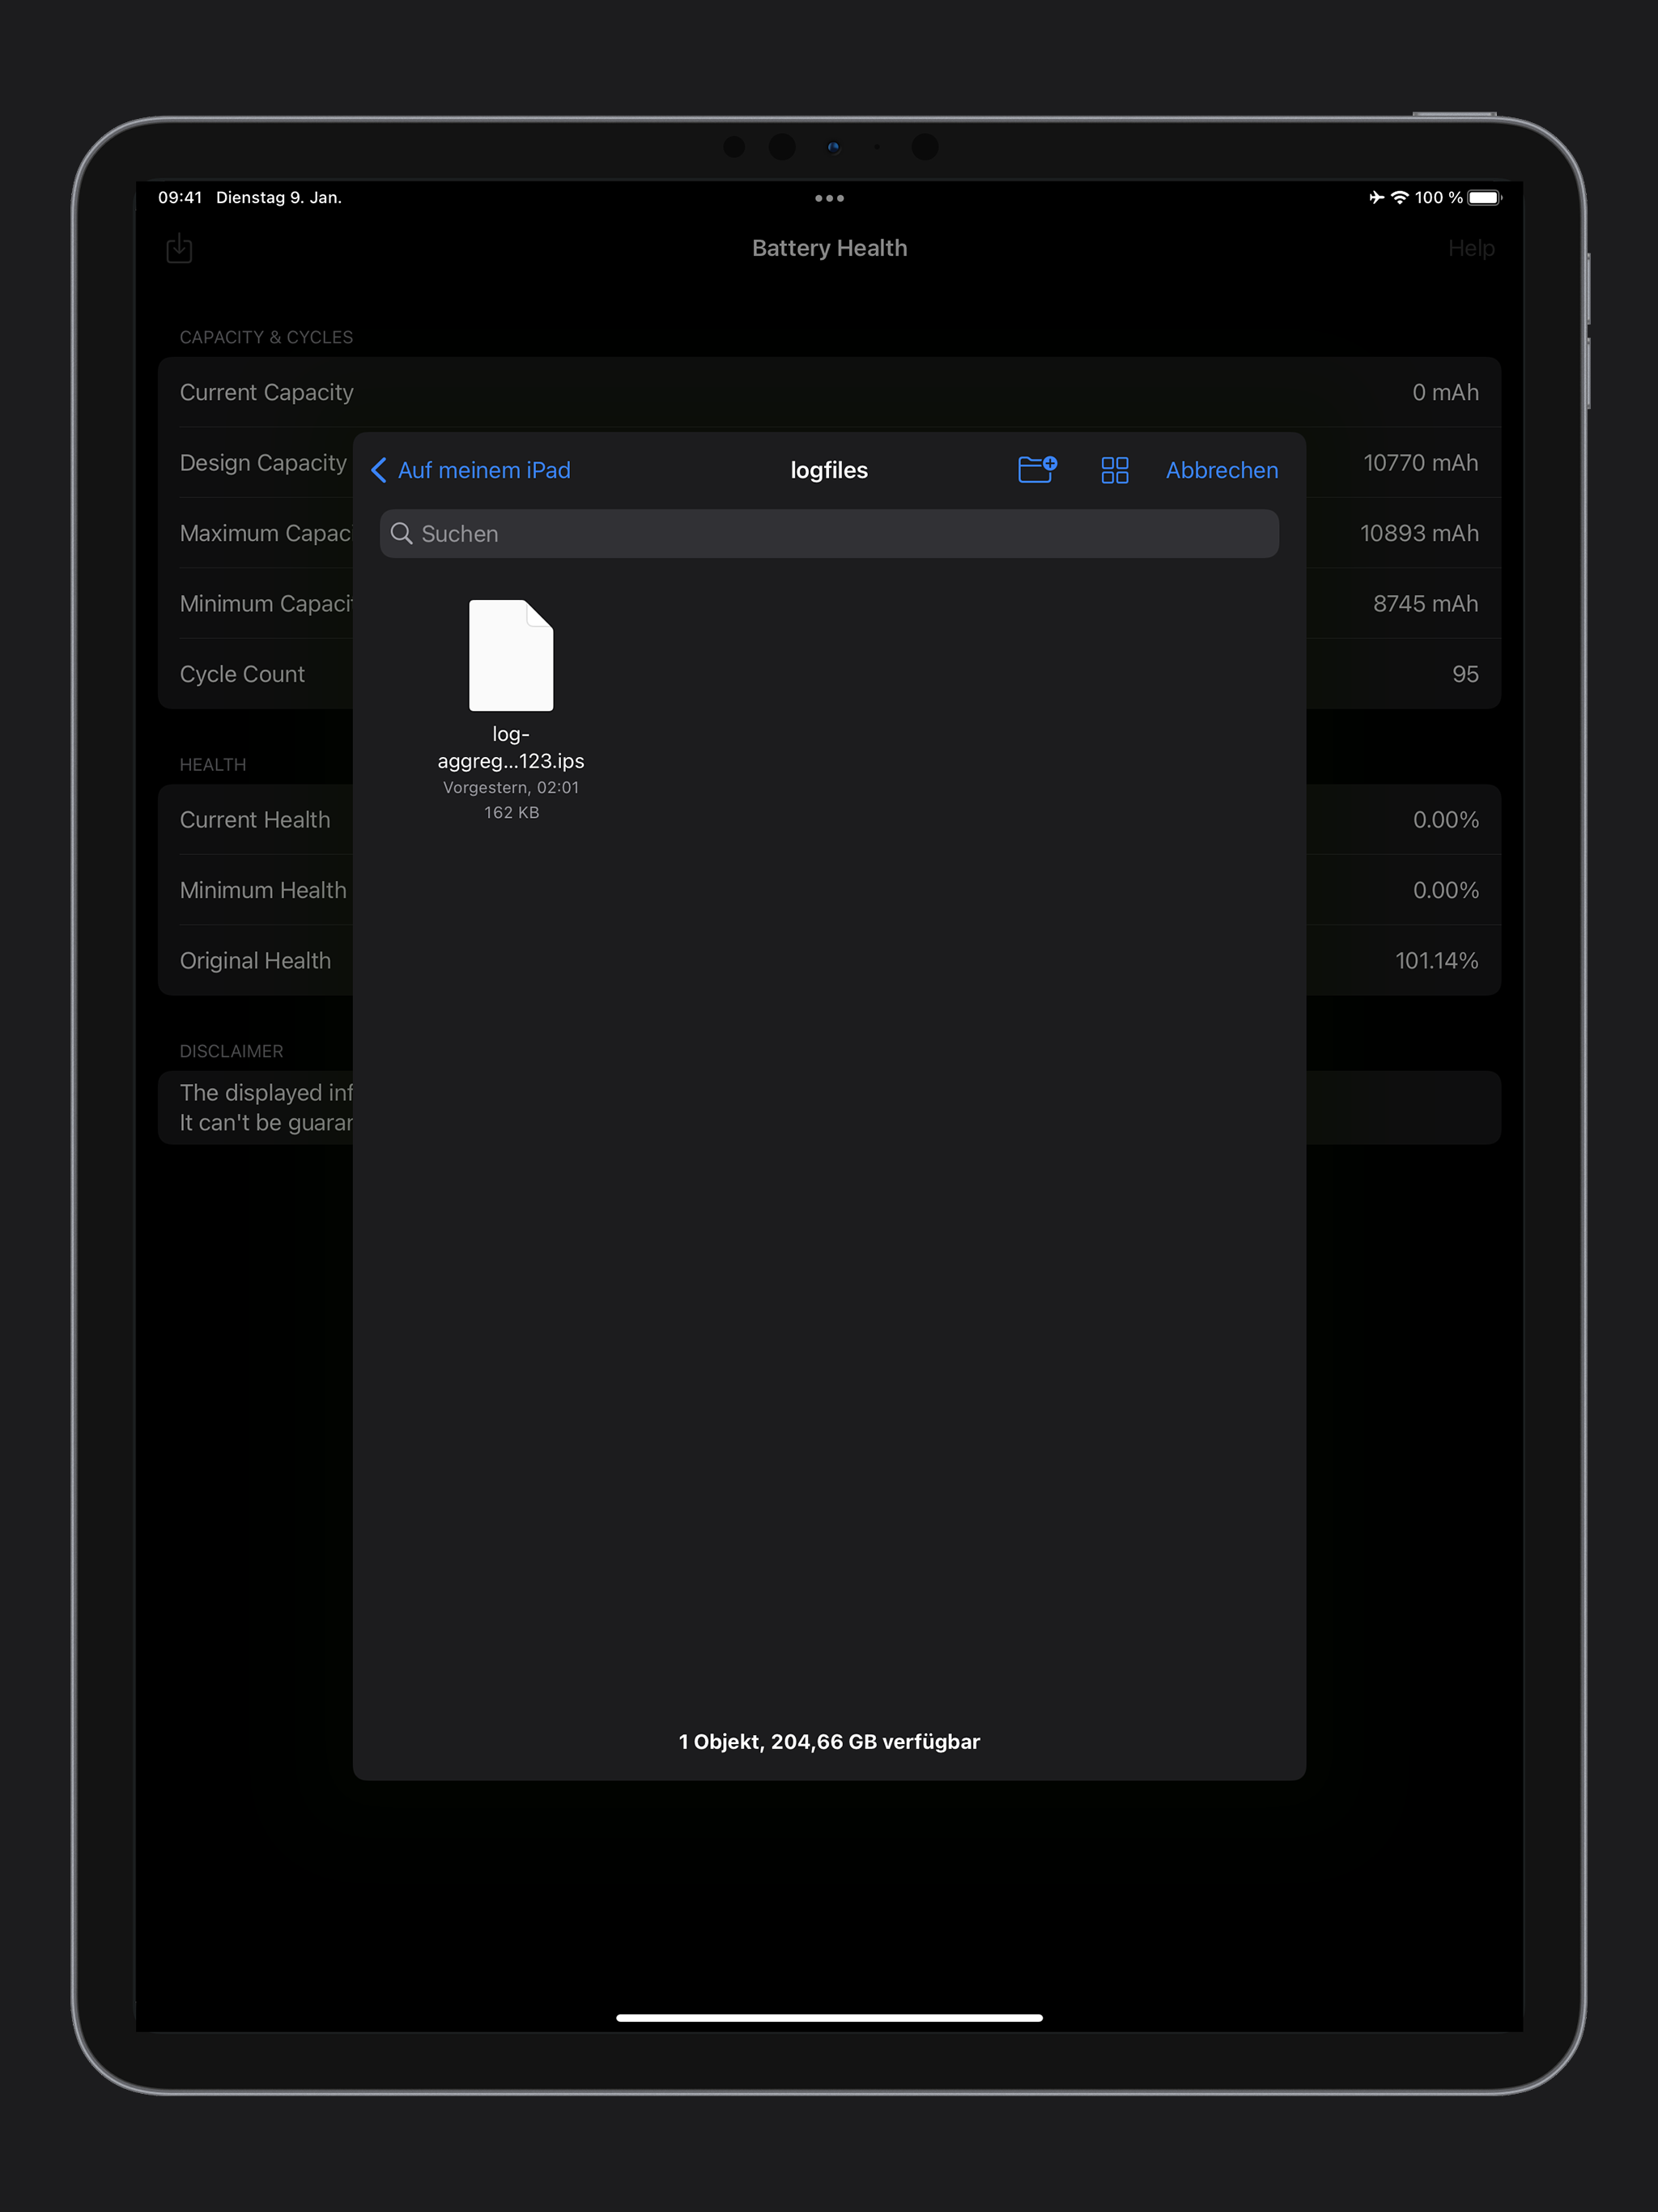 09:41 Dienstag 9. Jan.
100 %
Battery Health
Help
CAPACITY & CYCLES
Current Capacity
0 mAh
Auf meinem iPad
logfiles
Abbrechen
Design Capacity
10770 mAh
Suchen
Maximum Capac
10893 mAh
Minimum Capaci
8745 mAh
Cycle Count
95
log-
aggreg...123.ips
Vorgestern, 02:01
162 KB
HEALTH
Current Health
0.00%
Minimum Health
0.00%
Original Health
101.14%
DISCLAIMER
The displayed inf
It can't be guarar
1 Objekt, 204,66 GB verfügbar